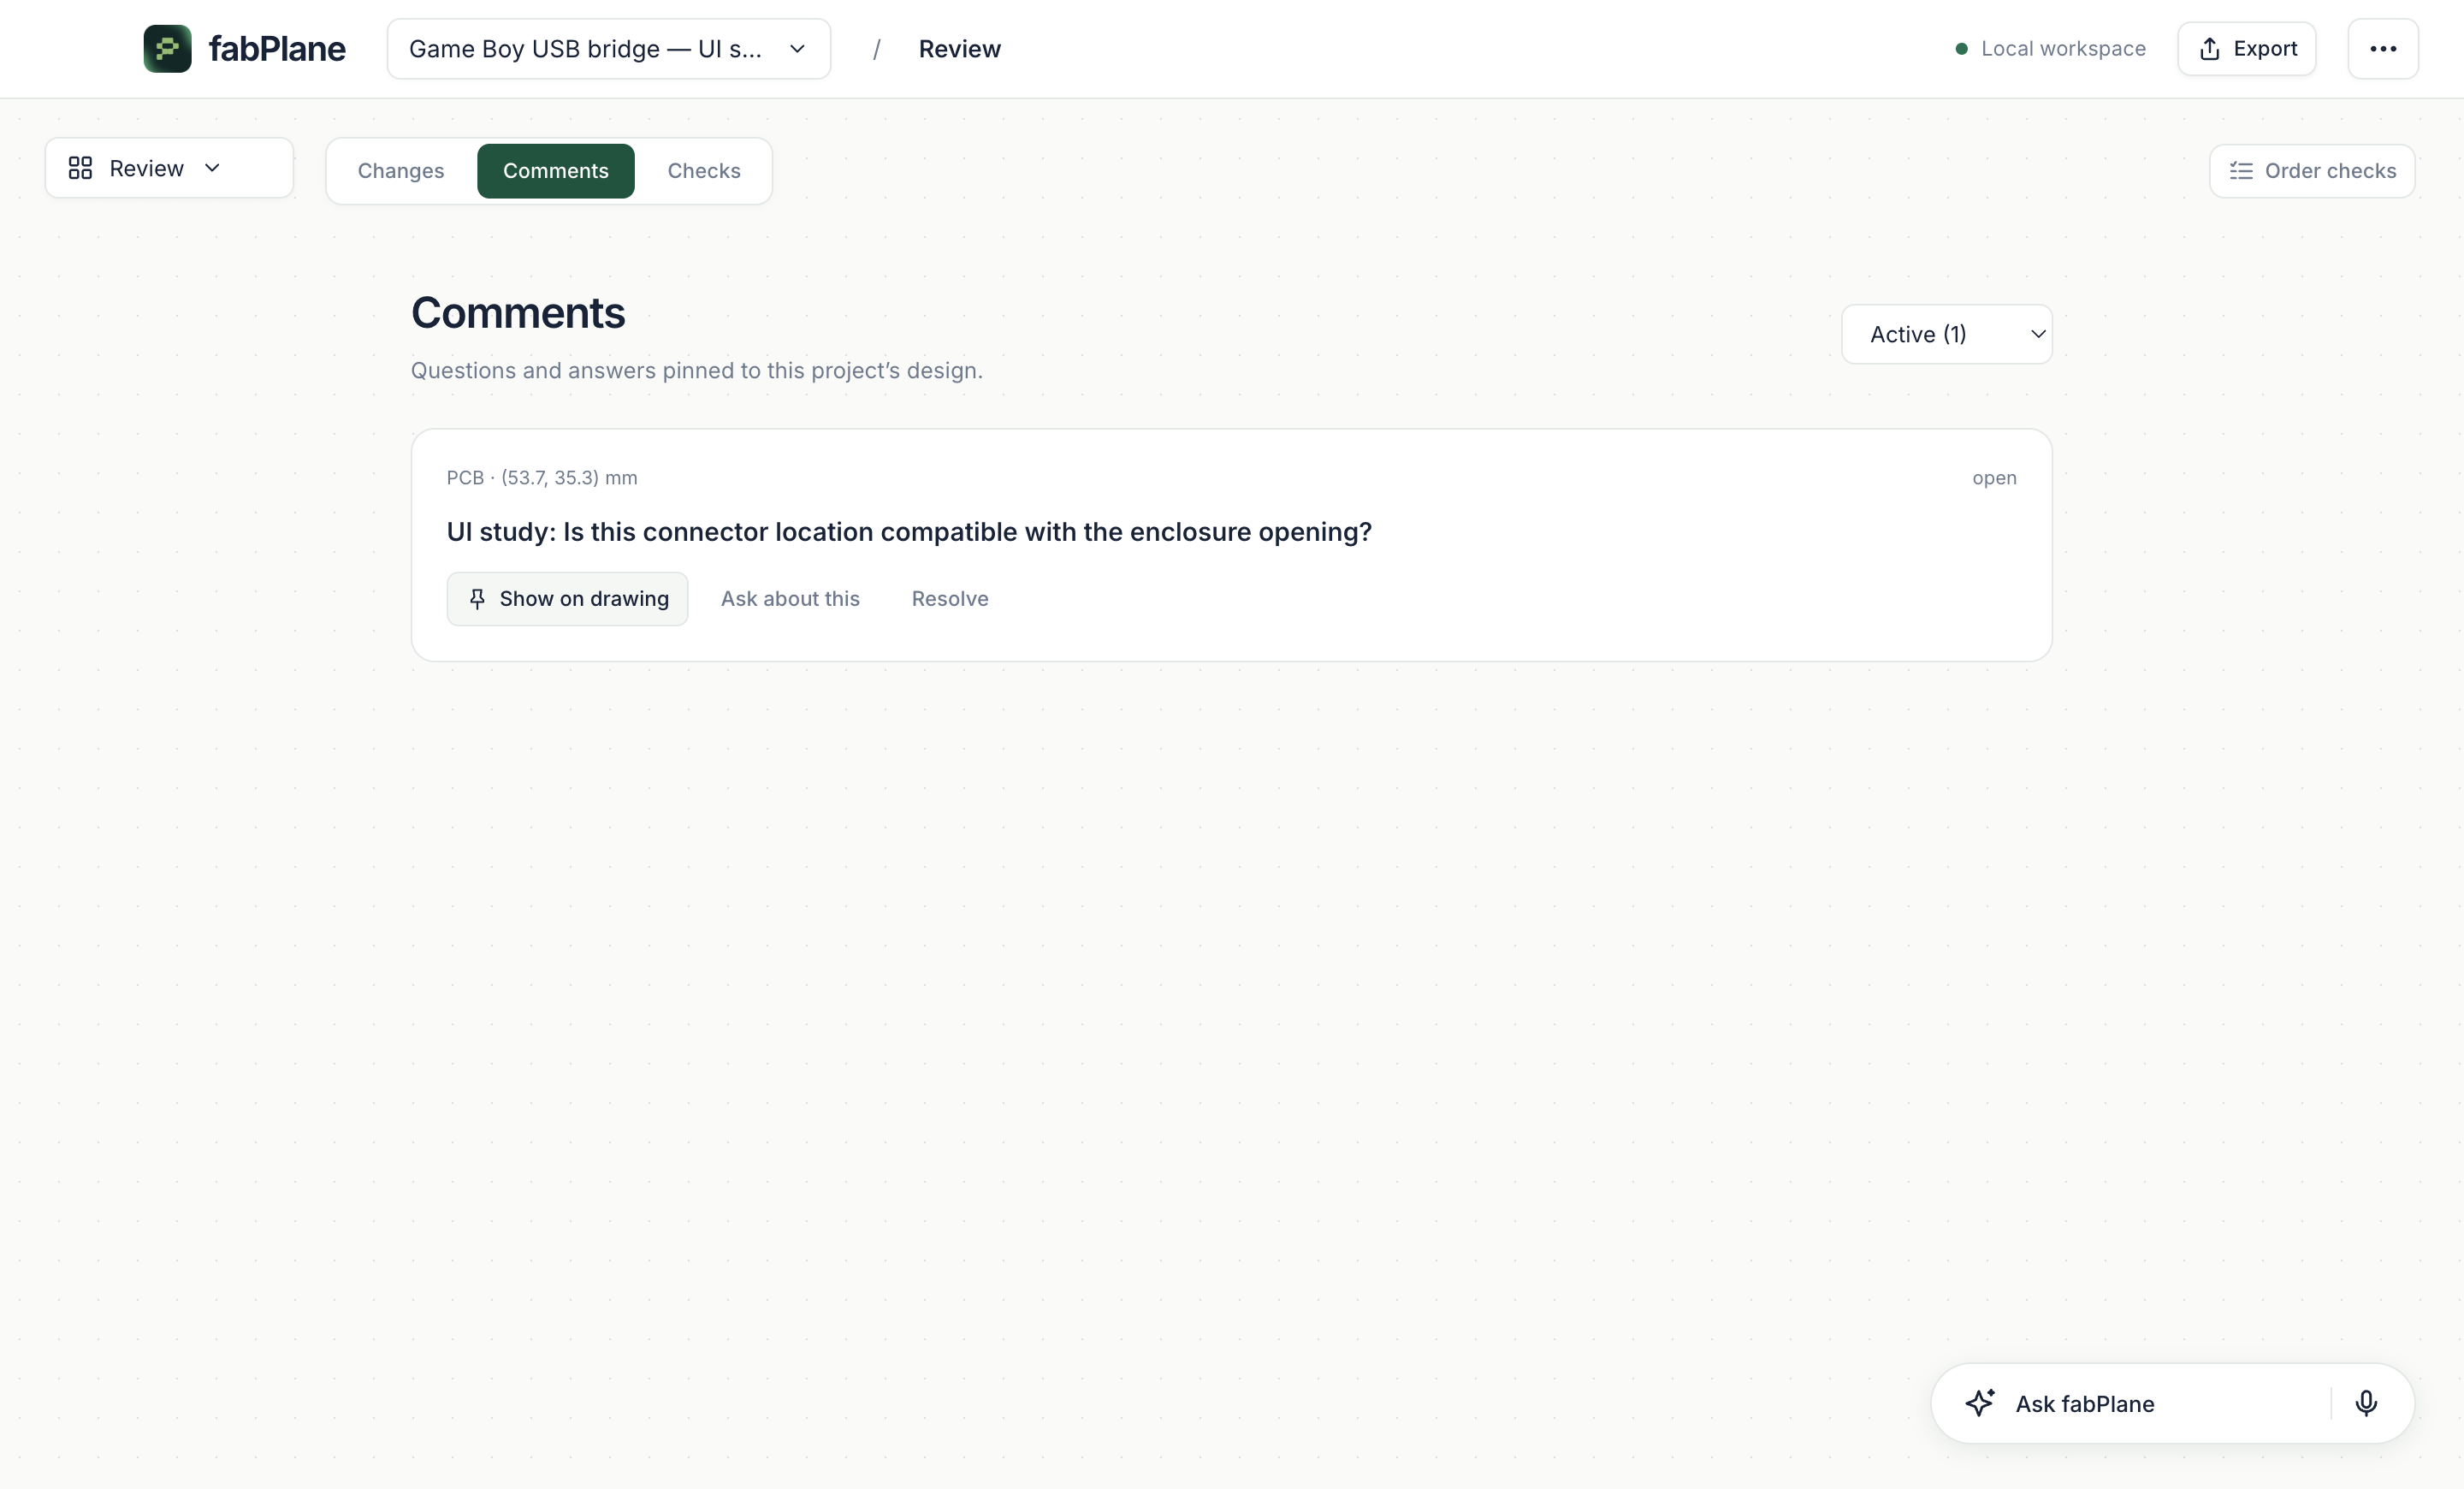 fabPlane
Game Boy USB bridge — UI s...
/
Review
Local workspace
Export
Review
Changes
Comments
Checks
Order checks
Comments
Active (1)
Questions and answers pinned to this project’s design.
PCB · (53.7, 35.3) mm
open
UI study: Is this connector location compatible with the enclosure opening?
Show on drawing
Ask about this
Resolve
Ask fabPlane